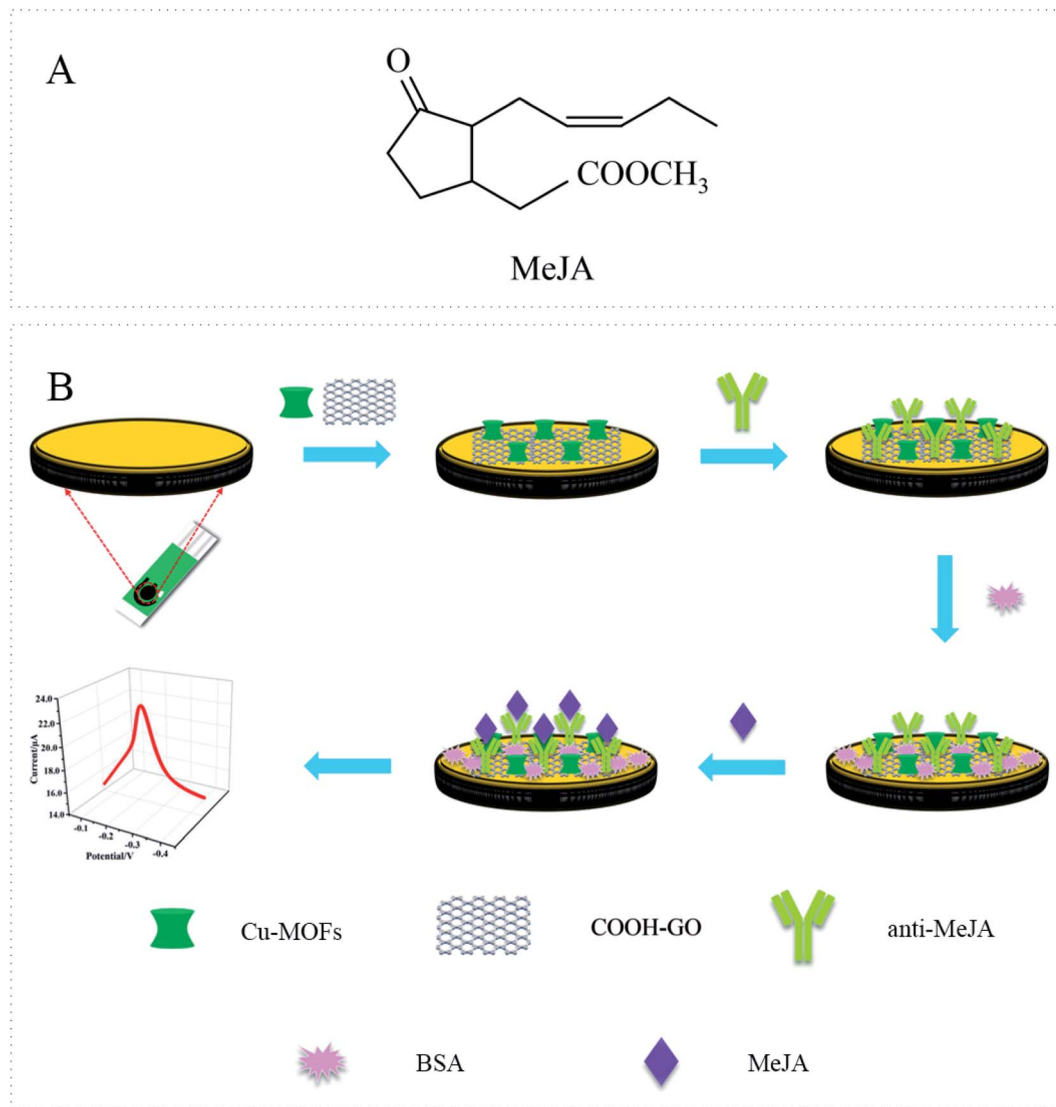 A
O
COOCH₃
MeJA
B
24.0
22.0
20.0
18.0
16.0
14.0
Current/μA
-0.1
-0.2
-0.3
-0.4
Potential/V
Cu-MOFs
COOH-GO
anti-MeJA
BSA
MeJA